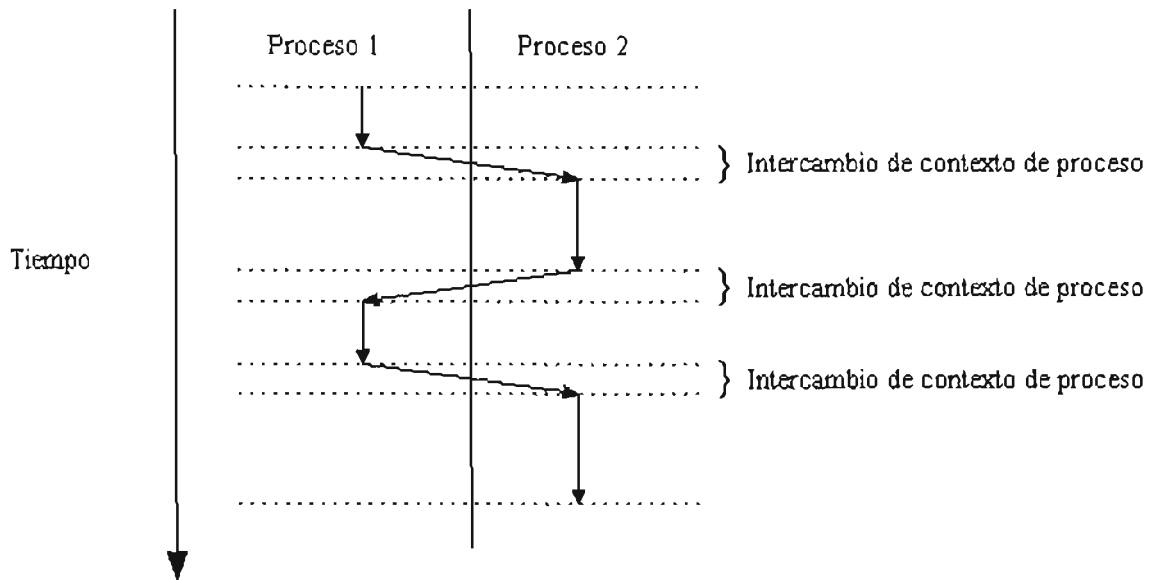 Proceso 1
Proceso 2
} Intercambio de contexto de proceso
Tiempo
} Intercambio de contexto de proceso
} Intercambio de contexto de proceso